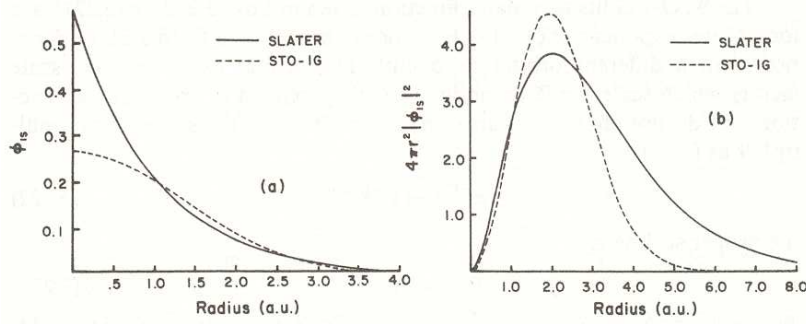 0.5
0.4
0.3
0.2
0.1
ϕ1S
SLATER
STO-1G
(a)
.5 1.0 1.5 2.0 2.5 3.0 3.5 4.0
Radius (a.u.)
4.0
3.0
2.0
1.0
4πr²|ϕ1S|²
SLATER
STO-1G
(b)
1.0 2.0 3.0 4.0 5.0 6.0 7.0 8.0
Radius (a.u.)